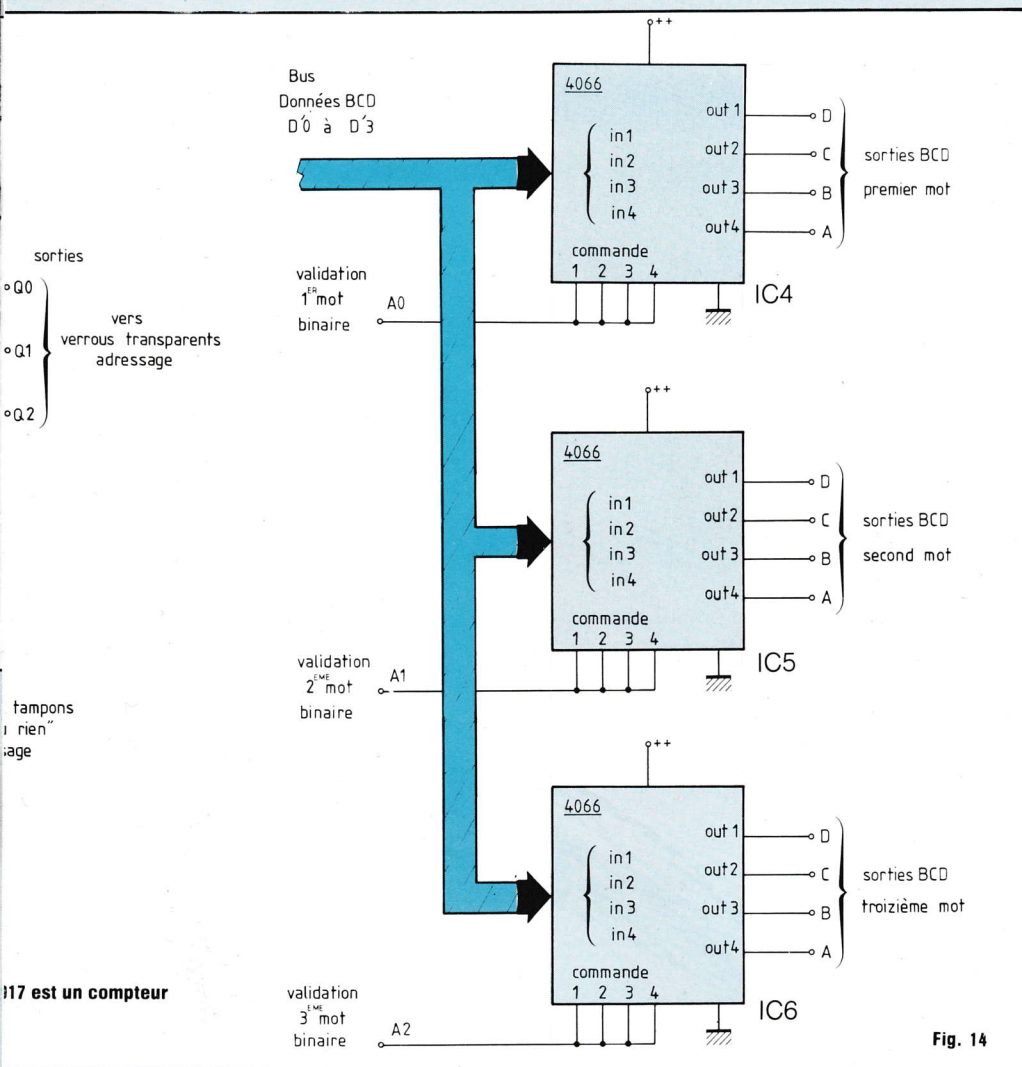 sorties
Q0
Q1
Q2
vers
verrous transparents
adressage
tampons
rien"
017 est un compteur
Bus
Données BCD
D'0 à D'3
++
4066
in1
in2
in3
in4
out 1
out2
out 3
out4
commande
1 2 3 4
IC4
D
C
B
A
sorties BCD
premier mot
validation
1ER mot
binaire
A0
++
4066
in1
in2
in3
in4
out 1
out2
out 3
out4
commande
1 2 3 4
IC5
D
C
B
A
sorties BCD
second mot
validation
2EME mot
binaire
A1
++
4066
in1
in2
in3
in4
out 1
out2
out 3
out4
commande
1 2 3 4
IC6
D
C
B
A
sorties BCD
troizième mot
validation
3EME mot
binaire
A2
Fig. 14